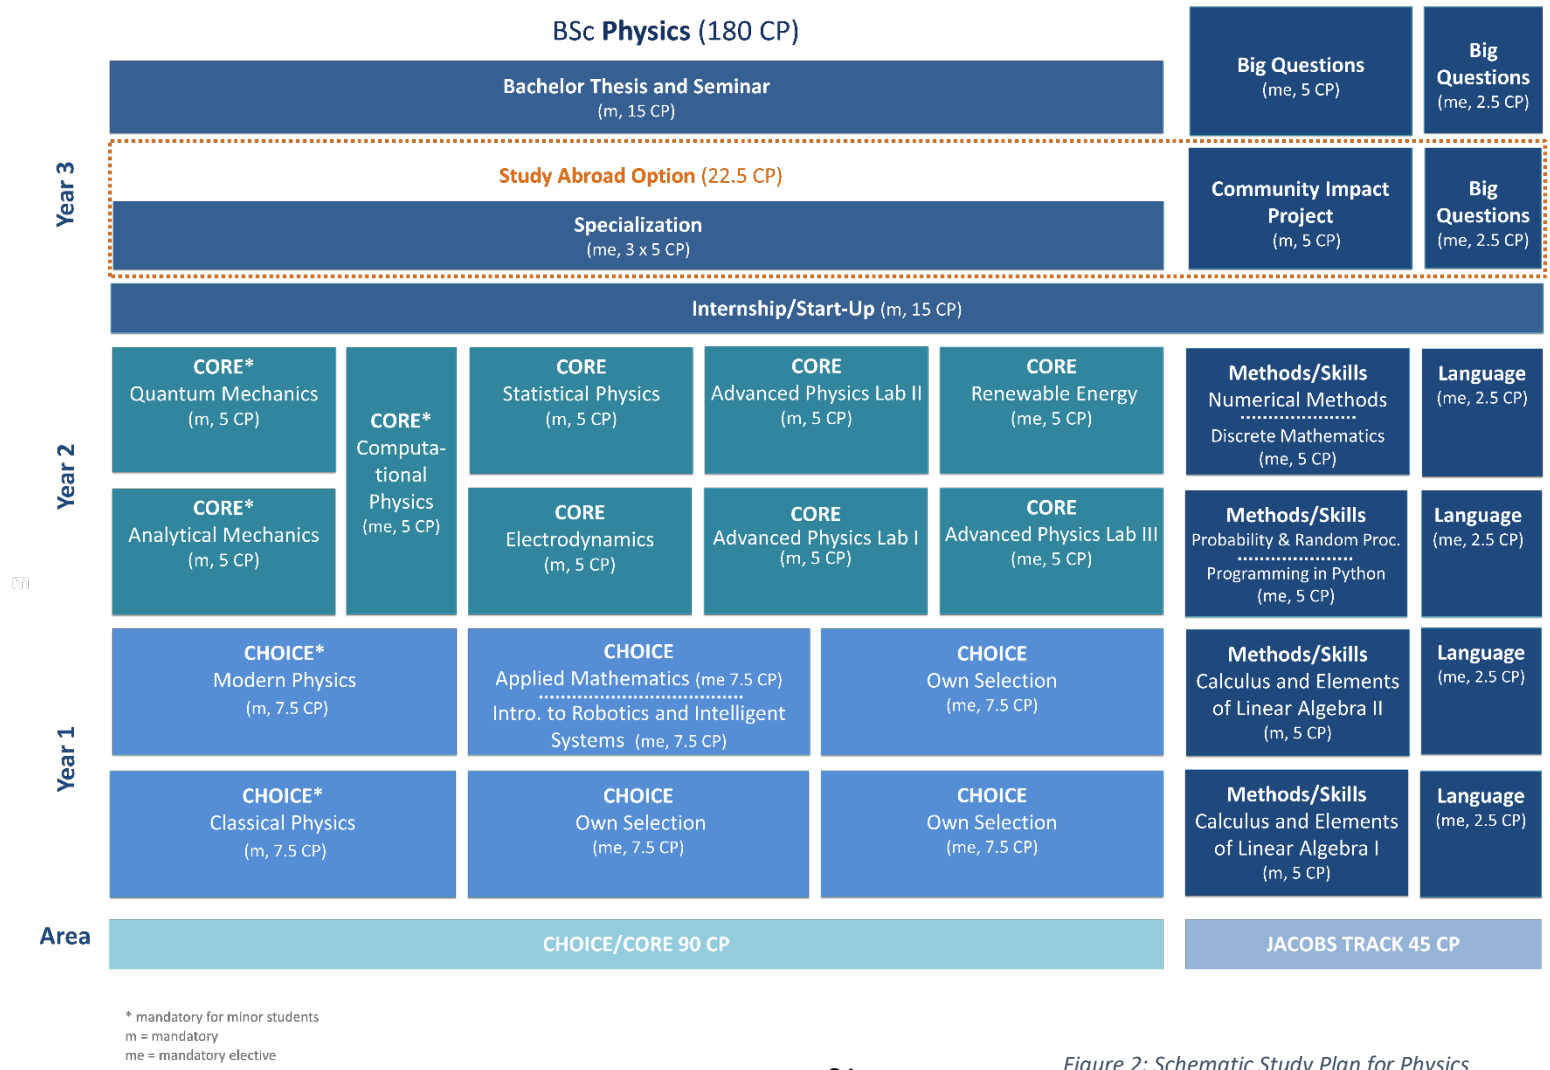 BSc Physics (180 CP)
Big Questions
(me, 5 CP)
Big
Questions
(me, 2.5 CP)
Bachelor Thesis and Seminar
(m, 15 CP)
Year 3
Study Abroad Option (22.5 CP)
Specialization
(me, 3 x 5 CP)
Community Impact
Project
(m, 5 CP)
Big
Questions
(me, 2.5 CP)
Internship/Start-Up (m, 15 CP)
Year 2
CORE*
Quantum Mechanics
(m, 5 CP)
CORE*
Computa-
tional
Physics
(me, 5 CP)
CORE
Statistical Physics
(m, 5 CP)
CORE
Advanced Physics Lab II
(m, 5 CP)
CORE
Renewable Energy
(me, 5 CP)
Methods/Skills
Numerical Methods
Discrete Mathematics
(me, 5 CP)
Language
(me, 2.5 CP)
CORE*
Analytical Mechanics
(m, 5 CP)
CORE
Electrodynamics
(m, 5 CP)
CORE
Advanced Physics Lab I
(m, 5 CP)
CORE
Advanced Physics Lab III
(me, 5 CP)
Methods/Skills
Probability & Random Proc.
Programming in Python
(me, 5 CP)
Language
(me, 2.5 CP)
m
Year 1
CHOICE*
Modern Physics
(m, 7.5 CP)
CHOICE
Applied Mathematics (me 7.5 CP)
Intro. to Robotics and Intelligent
Systems (me, 7.5 CP)
CHOICE
Own Selection
(me, 7.5 CP)
Methods/Skills
Calculus and Elements
of Linear Algebra II
(m, 5 CP)
Language
(me, 2.5 CP)
CHOICE*
Classical Physics
(m, 7.5 CP)
CHOICE
Own Selection
(me, 7.5 CP)
CHOICE
Own Selection
(me, 7.5 CP)
Methods/Skills
Calculus and Elements
of Linear Algebra I
(m, 5 CP)
Language
(me, 2.5 CP)
Area
CHOICE/CORE 90 CP
JACOBS TRACK 45 CP
* mandatory for minor students
m = mandatory
me = mandatory elective
Figure 2: Schematic Study Plan for Physics